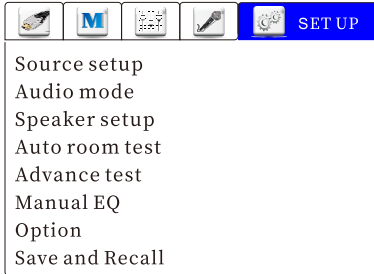 M
SET UP
Source setup
Audio mode
Speaker setup
Auto room test
Advance test
Manual EQ
Option
Save and Recall